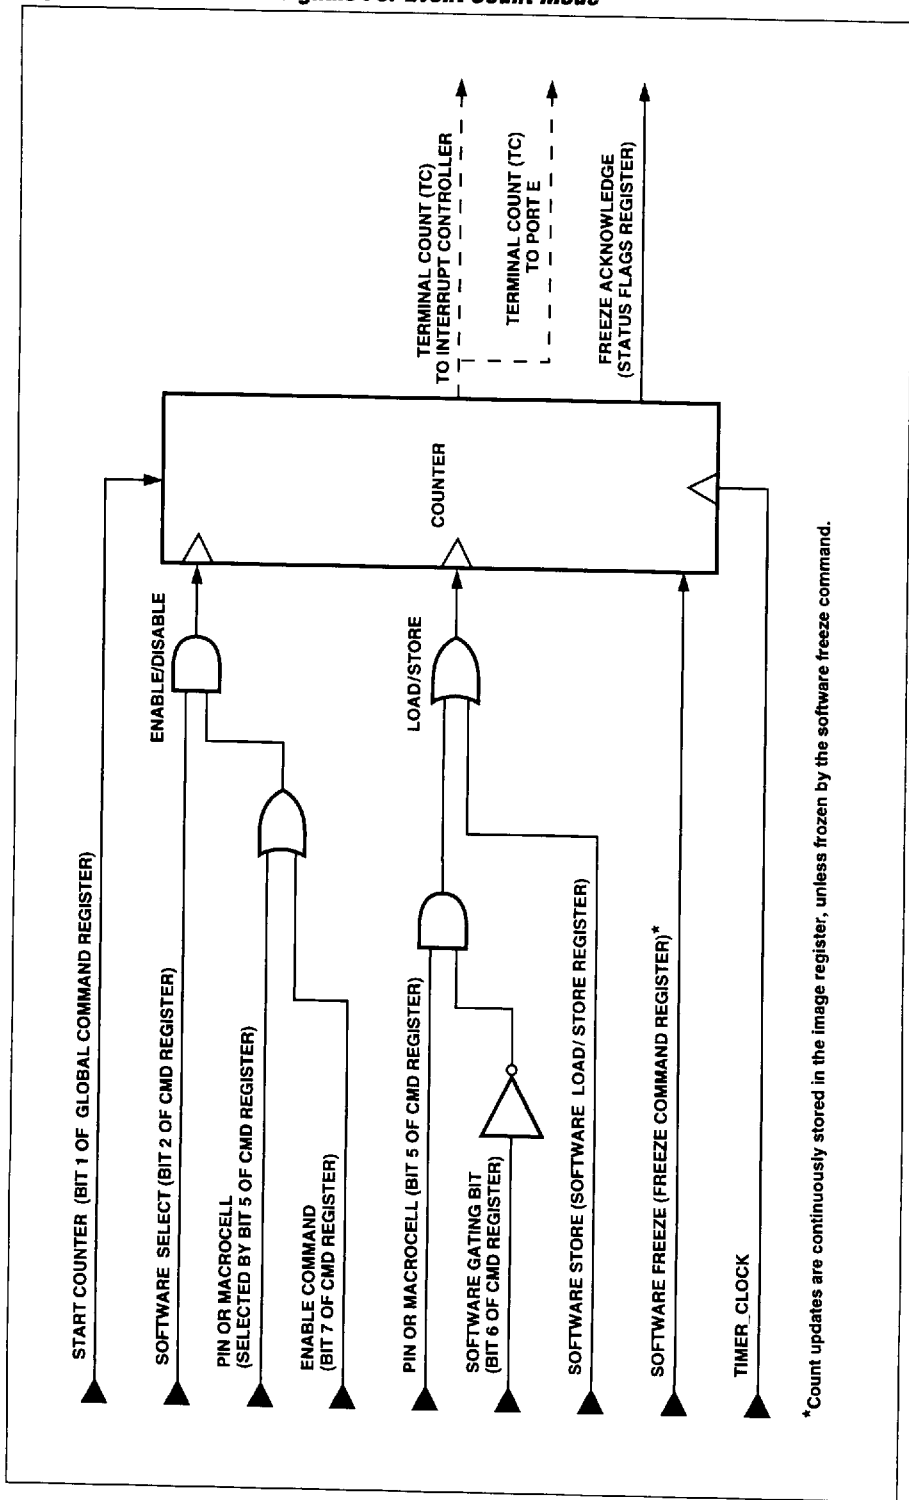 Event Count Mode
START COUNTER (BIT 1 OF GLOBAL COMMAND REGISTER)
SOFTWARE SELECT (BIT 2 OF CMD REGISTER)
PIN OR MACROCELL
(SELECTED BY BIT 5 OF CMD REGISTER)
ENABLE COMMAND
(BIT 7 OF CMD REGISTER)
ENABLE/DISABLE
PIN OR MACROCELL (BIT 5 OF CMD REGISTER)
SOFTWARE GATING BIT
(BIT 6 OF CMD REGISTER)
SOFTWARE STORE (SOFTWARE LOAD/ STORE REGISTER)
LOAD/STORE
SOFTWARE FREEZE (FREEZE COMMAND REGISTER)*
TIMER_CLOCK
COUNTER
TERMINAL COUNT (TC)
TO INTERRUPT CONTROLLER
TERMINAL COUNT (TC)
TO PORT E
FREEZE ACKNOWLEDGE
(STATUS FLAGS REGISTER)
*Count updates are continuously stored in the image register, unless frozen by the software freeze command.